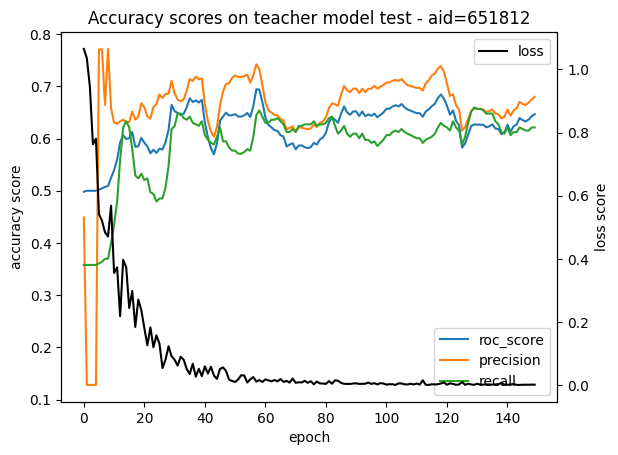 Accuracy scores on teacher model test - aid=651812
accuracy score
0.8
0.7
0.6
0.5
0.4
0.3
0.2
0.1
0
20
40
60
80
100
120
140
epoch
1.0
0.8
0.6
0.4
0.2
0.0
loss score
loss
roc_score
precision
recall